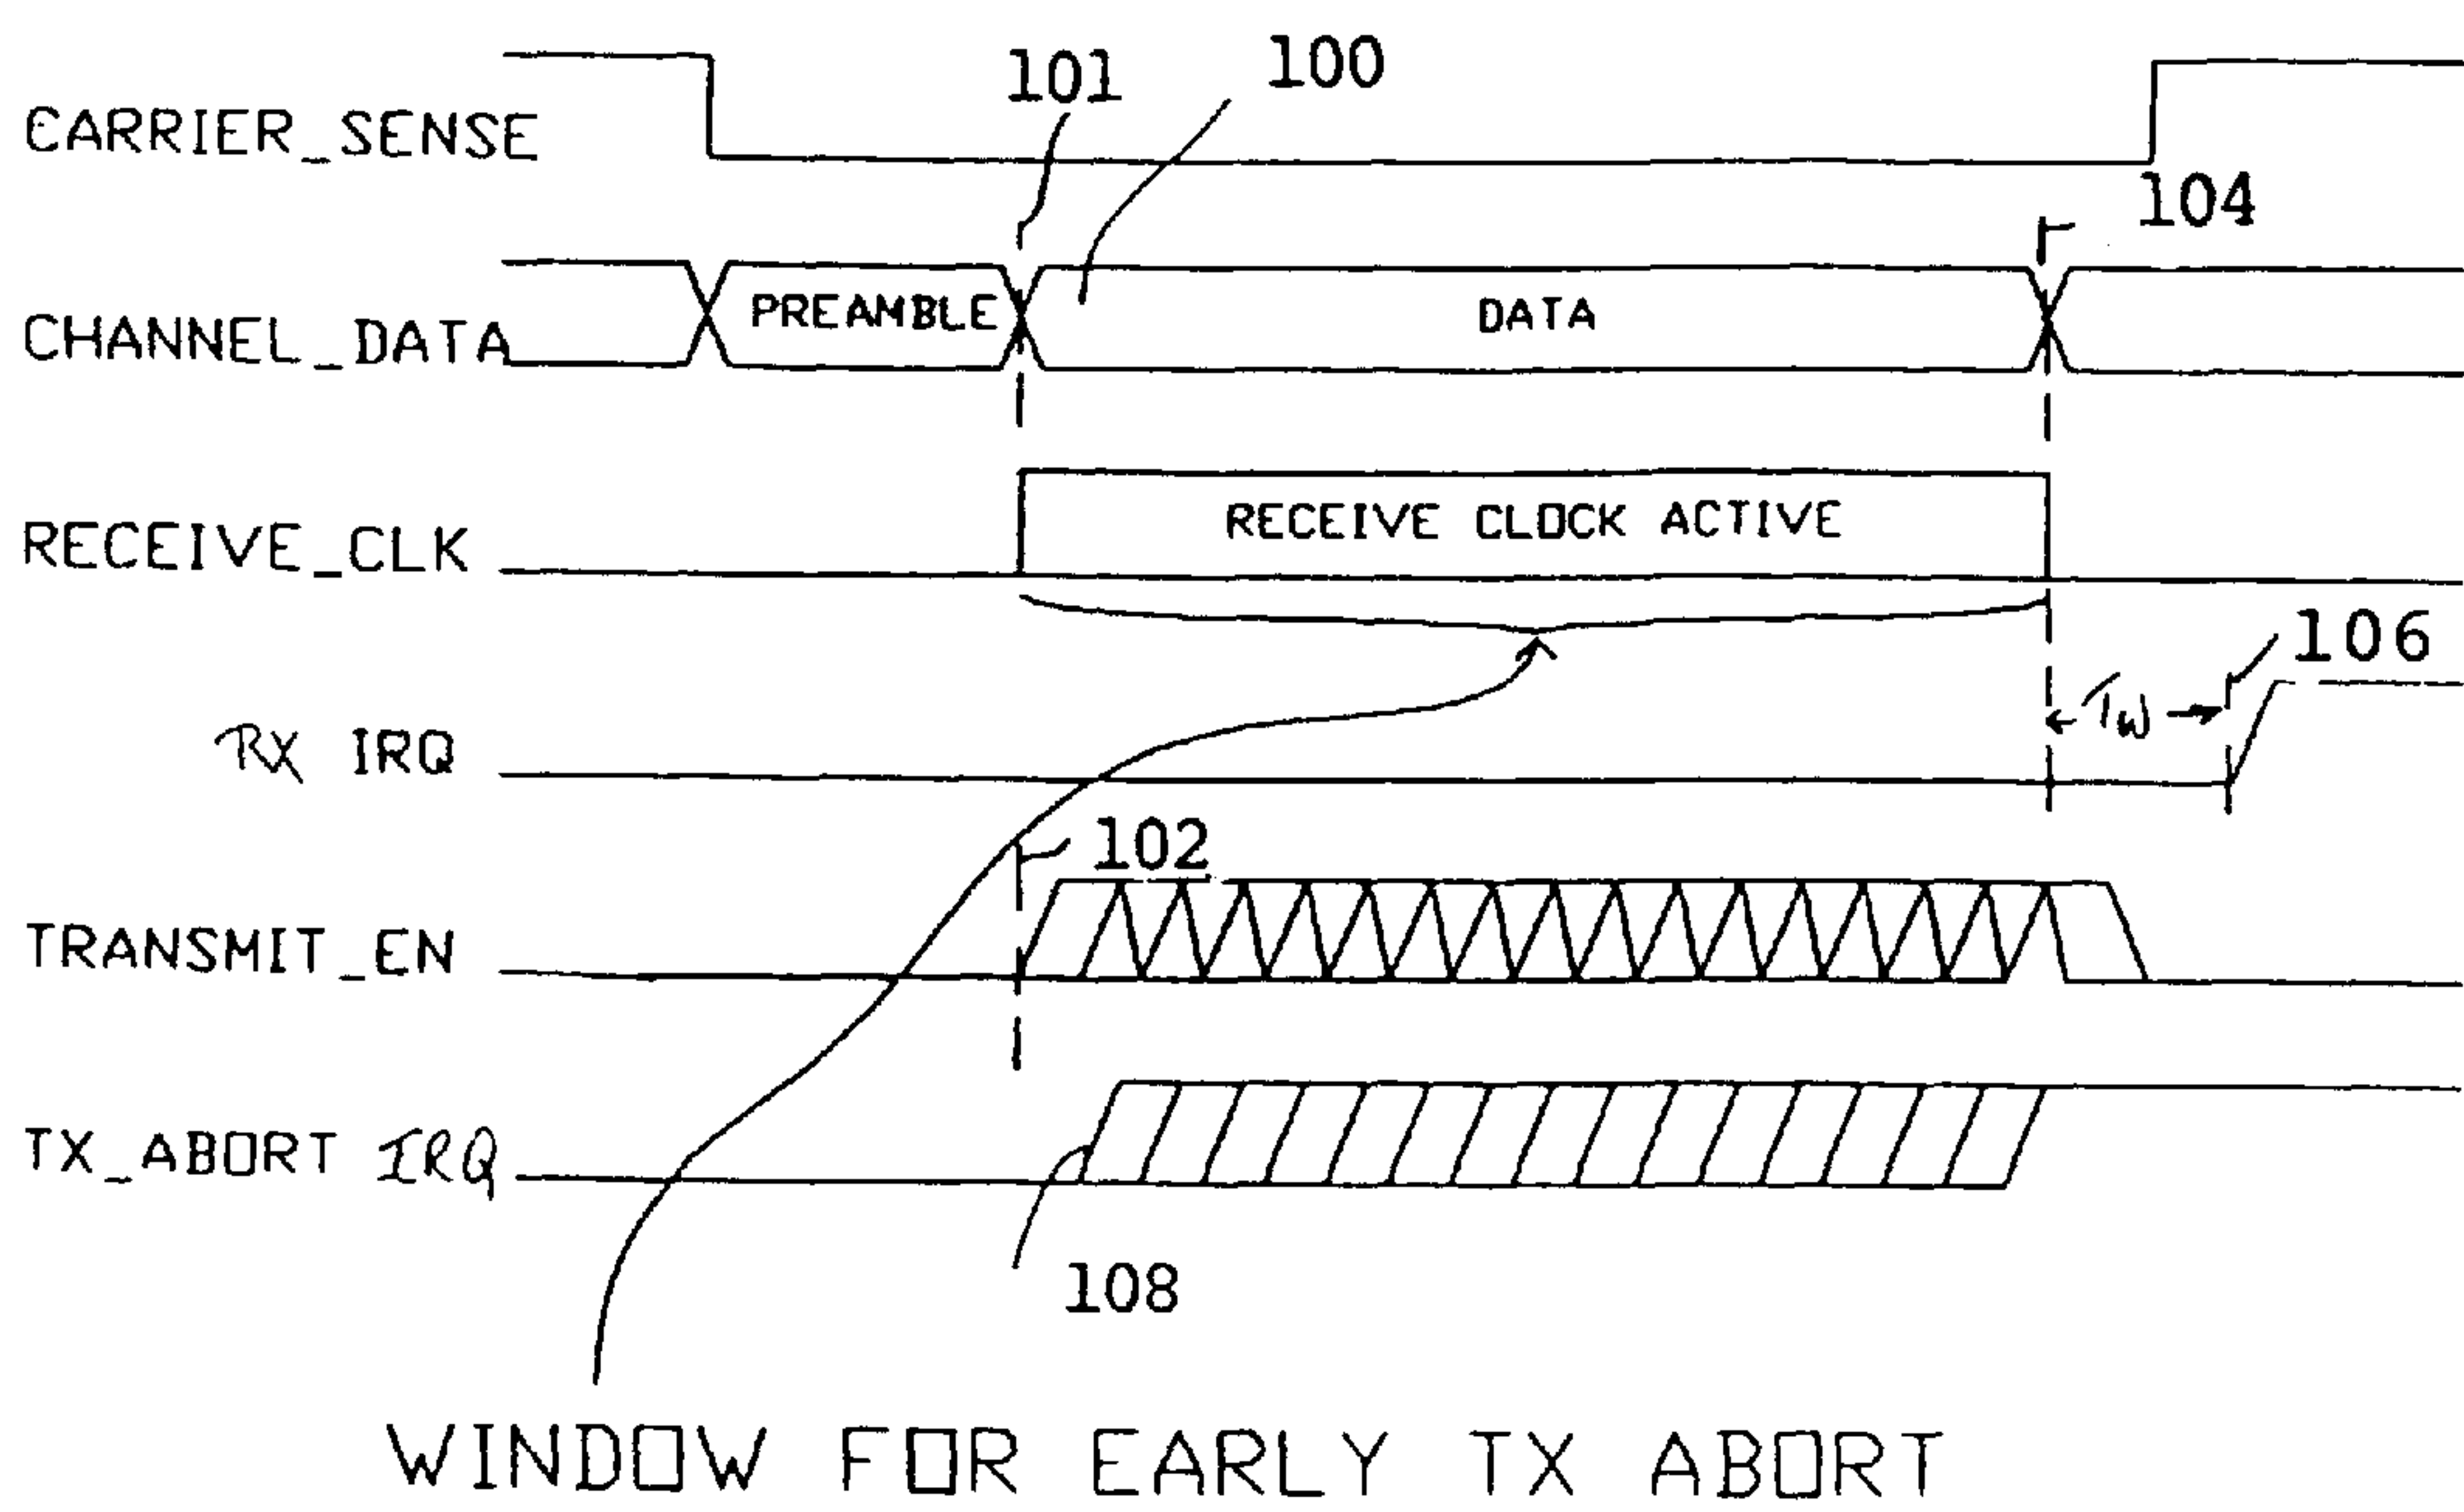 101 100
CARRIER_SENSE
104
CHANNEL_DATA PREAMBLE DATA
RECEIVE_CLK RECEIVE CLOCK ACTIVE
106
RX IRQ TW
102
TRANSMIT_EN
TX_ABORT IRQ
108
WINDOW FOR EARLY TX ABORT